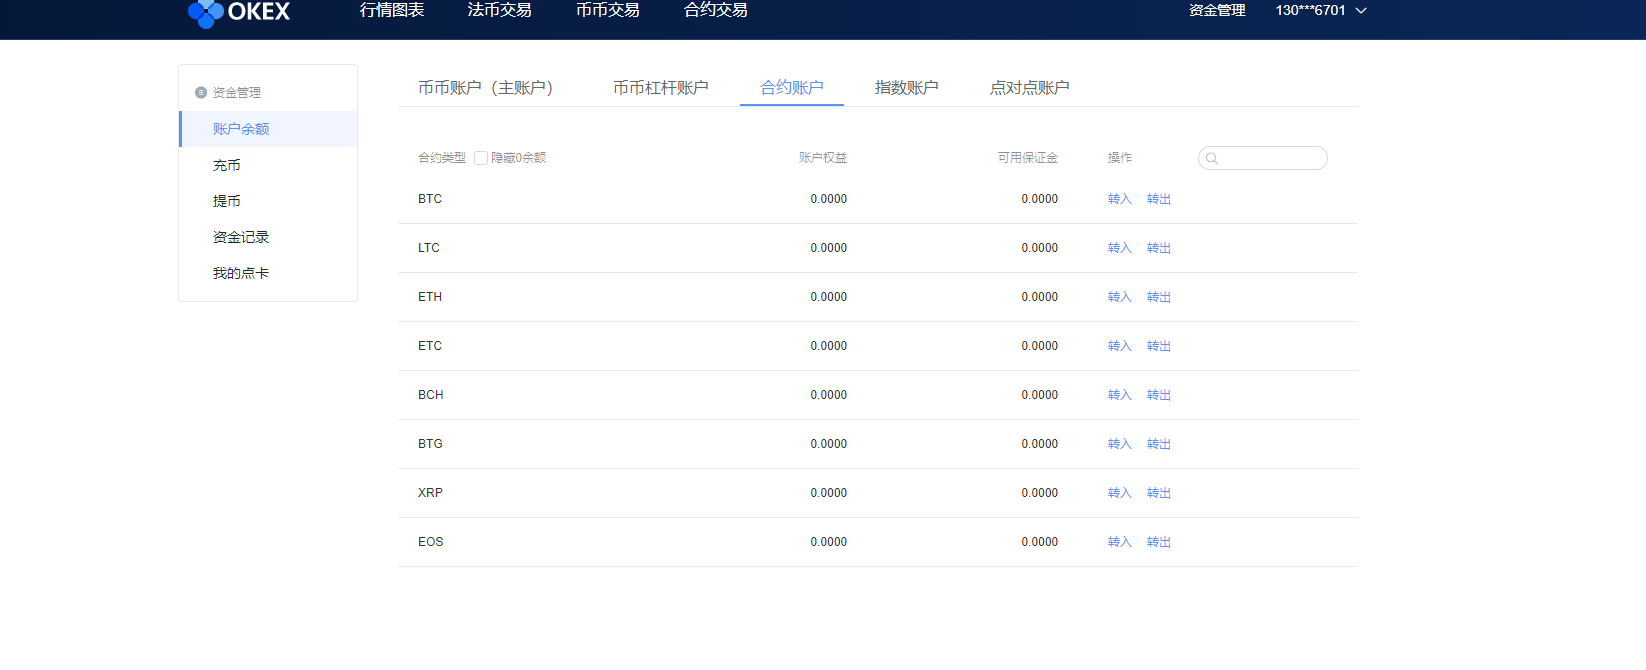 OKEX 行情图表 法币交易 币币交易 合约交易 资金管理 130***6701
资金管理
账户余额
充币
提币
资金记录
我的点卡
币币账户（主账户） 币币杠杆账户 合约账户 指数账户 点对点账户
合约类型 隐藏0余额 账户权益 可用保证金 操作
BTC 0.0000 0.0000 转入 转出
LTC 0.0000 0.0000 转入 转出
ETH 0.0000 0.0000 转入 转出
ETC 0.0000 0.0000 转入 转出
BCH 0.0000 0.0000 转入 转出
BTG 0.0000 0.0000 转入 转出
XRP 0.0000 0.0000 转入 转出
EOS 0.0000 0.0000 转入 转出